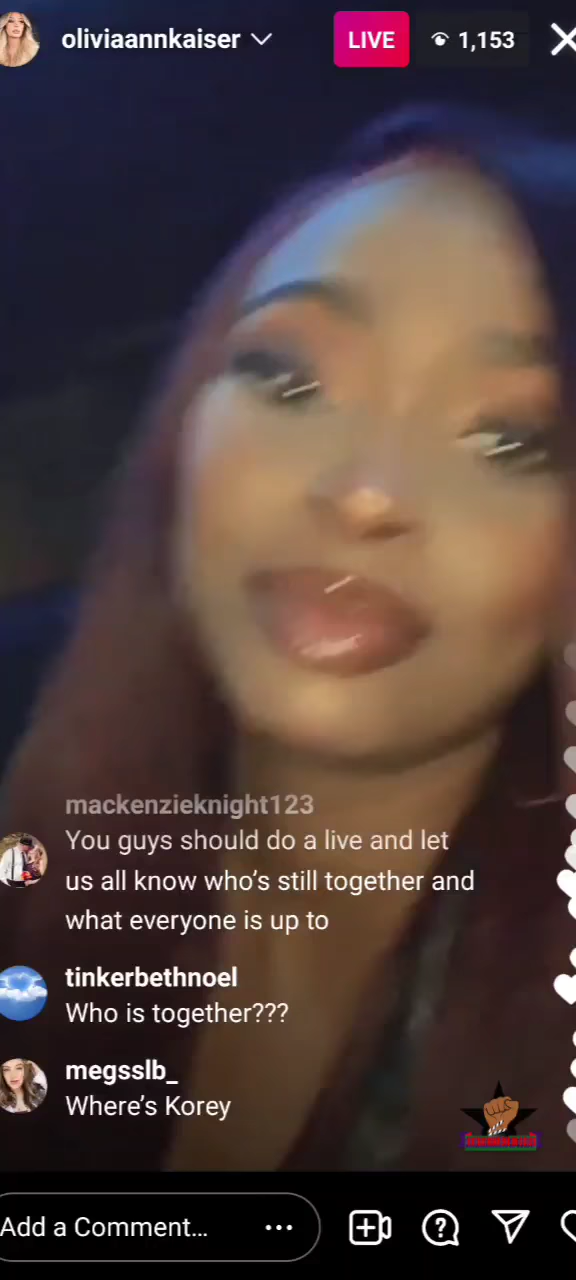 oliviaannkaiser
LIVE
1,153
mackenzieknight123
You guys should do a live and let
us all know who's still together and
what everyone is up to
tinkerbethnoel
Who is together???
megsslb_
Where's Korey
Add a Comment...